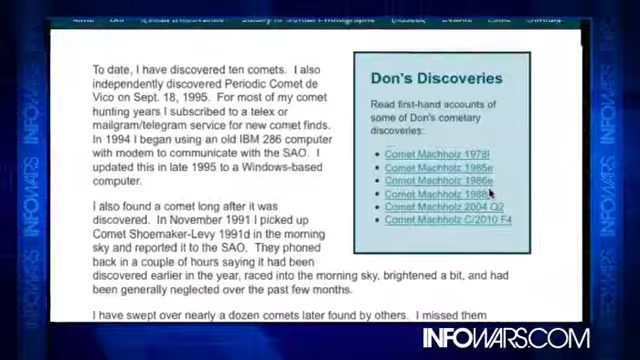 To date, I have discovered ten comets. I also
independently discovered Periodic Comet de
Vico on Sept. 18, 1995. For most of my comet
hunting years I subscribed to a telex or
mailgram/telegram service for new comet finds.
In 1994 I began using an old IBM 286 computer
with modem to communicate with the SAO. I
updated this in late 1995 to a Windows-based
computer.
I also found a comet long after it was
discovered. In November 1991 I picked up
Comet Shoemaker-Levy 1991d in the morning
sky and reported it to the SAO. They phoned
back in a couple of hours saying it had been
discovered earlier in the year, raced into the morning sky, brightened a bit, and had
been generally neglected over the past few months.
I have swept over nearly a dozen comets later found by others. I missed them
Don's Discoveries
Read first-hand accounts of
some of Don's cometary
discoveries:
• Comet Machholz 1978l
• Comet Machholz 1985e
• Comet Machholz 1986e
• Comet Machholz
• Comet Machholz 2004 Q2
• Comet Machholz C/2010 F4
INFOWARS
INFOWARS
INFOWARS
INFOWARS
INFOWARS.COM